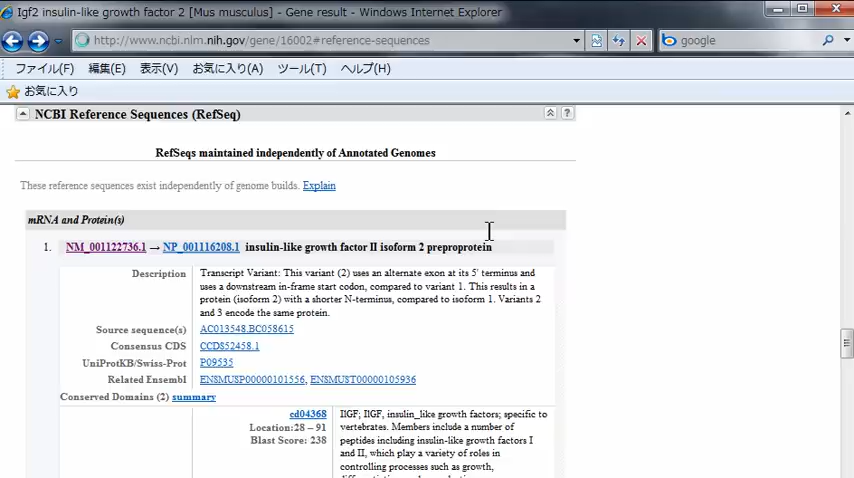 Igf2 insulin-like growth factor 2 [Mus musculus] - Gene result - Windows Internet Explorer
http://www.ncbi.nlm.nih.gov/gene/16002#reference-sequences
google
ファイル(F) 編集(E) 表示(V) お気に入り(A) ツール(T) ヘルプ(H)
お気に入り
NCBI Reference Sequences (RefSeq)
RefSeqs maintained independently of Annotated Genomes
These reference sequences exist independently of genome builds. Explain
mRNA and Protein(s)
1. NM_001122736.1 → NP_001116208.1 insulin-like growth factor II isoform 2 preproprotein
Description Transcript Variant: This variant (2) uses an alternate exon at its 5' terminus and
uses a downstream in-frame start codon, compared to variant 1. This results in a
protein (isoform 2) with a shorter N-terminus, compared to isoform 1. Variants 2
and 3 encode the same protein.
Source sequence(s) AC013548,BC058615
Consensus CDS CCDS52458.1
UniProtKB/Swiss-Prot P09535
Related Ensembl ENSMUSP00000101556, ENSMUST00000105936
Conserved Domains (2) summary
cd04368 IlGF; IlGF, insulin_like growth factors; specific to
Location:28 – 91 vertebrates. Members include a number of
Blast Score: 238 peptides including insulin-like growth factors I
and II, which play a variety of roles in
controlling processes such as growth,